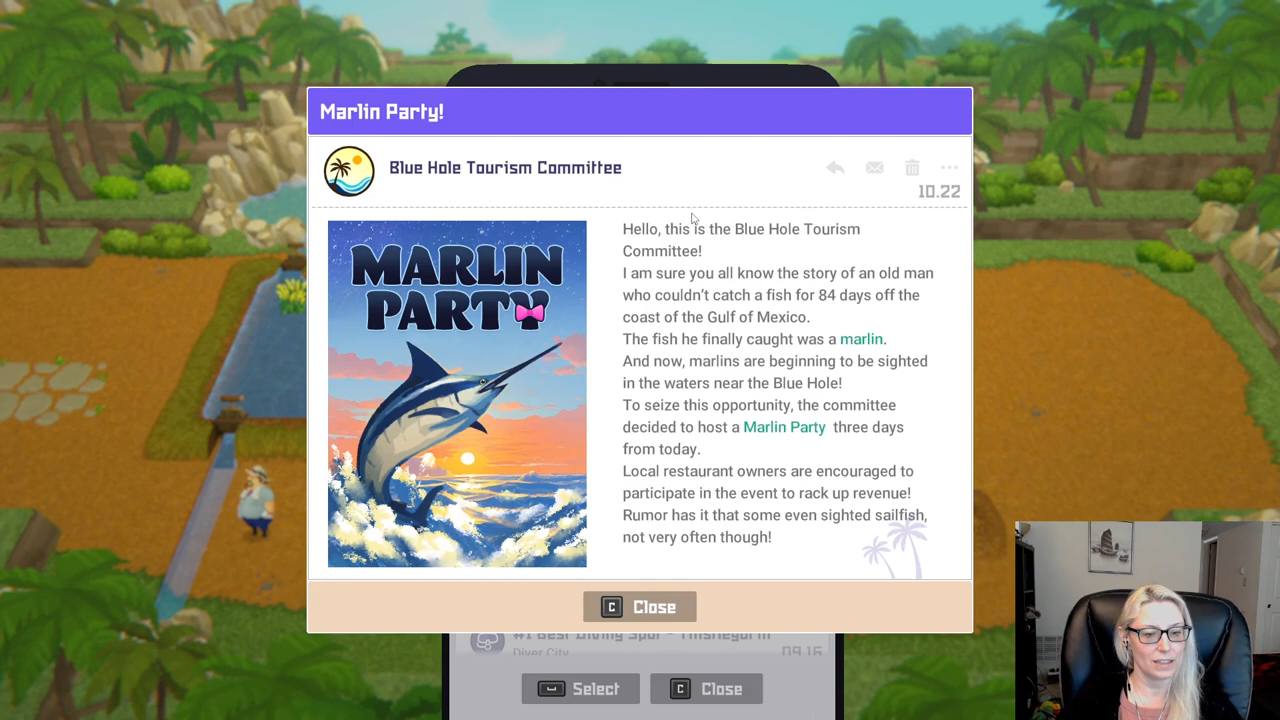 Marlin Party!
Blue Hole Tourism Committee
10.22
MARLIN
PARTY
Hello, this is the Blue Hole Tourism
Committee!
I am sure you all know the story of an old man
who couldn't catch a fish for 84 days off the
coast of the Gulf of Mexico.
The fish he finally caught was a marlin.
And now, marlins are beginning to be sighted
in the waters near the Blue Hole!
To seize this opportunity, the committee
decided to host a Marlin Party three days
from today.
Local restaurant owners are encouraged to
participate in the event to rack up revenue!
Rumor has it that some even sighted sailfish,
not very often though!
C Close
#1 Best Diving Spot - Thistlegorm
Diver City
09.16
Select
C Close